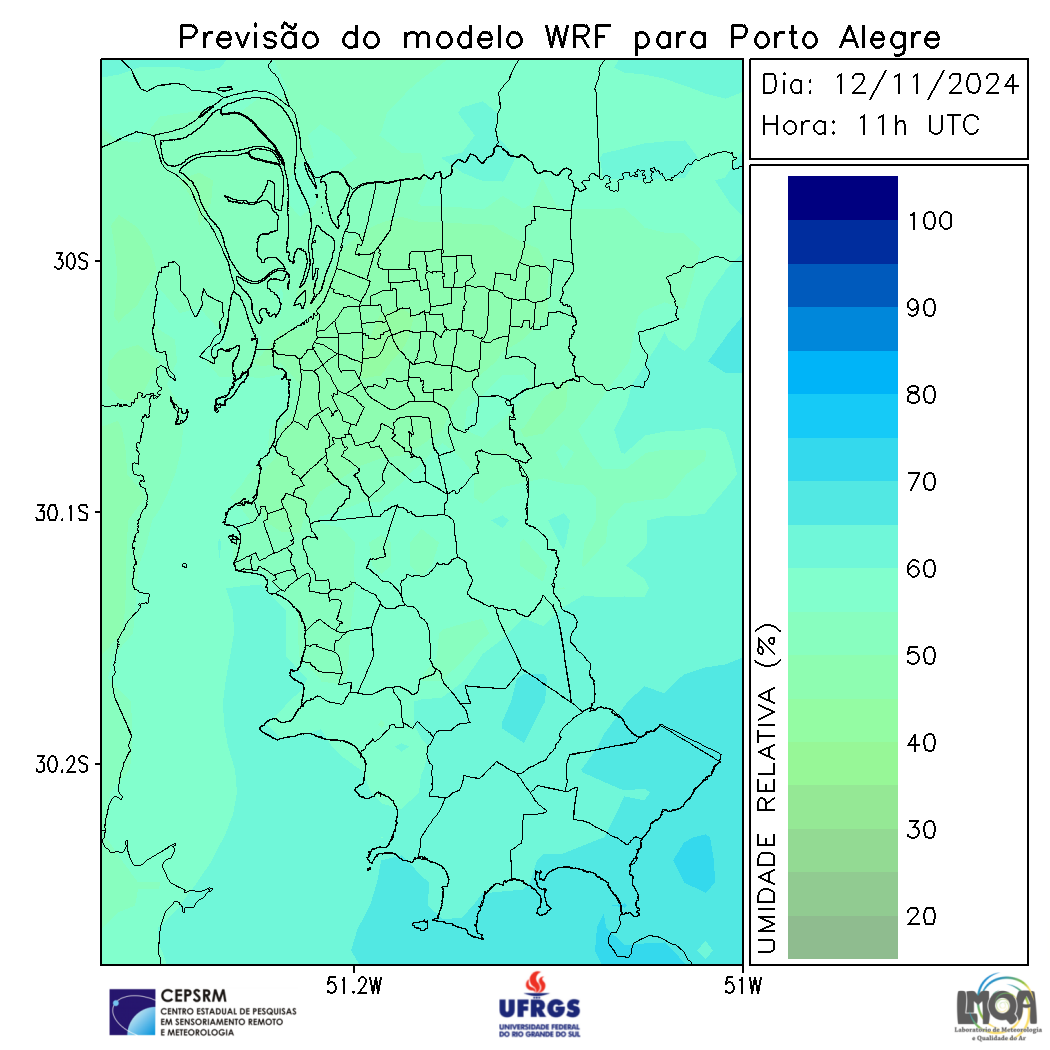 Previsão do modelo WRF para Porto Alegre
Dia: 12/11/2024
Hora: 11h UTC
30S
30.1S
30.2S
51.2W
51W
100
90
80
70
60
50
40
30
20
UMIDADE RELATIVA (%)
CEPSRM
CENTRO ESTADUAL DE PESQUISAS
EM SENSORIAMENTO REMOTO
E METEOROLOGIA
UFRGS
UNIVERSIDADE FEDERAL
DO RIO GRANDE DO SUL
LMQA
Laboratório de Meteorologia
e Qualidade do Ar